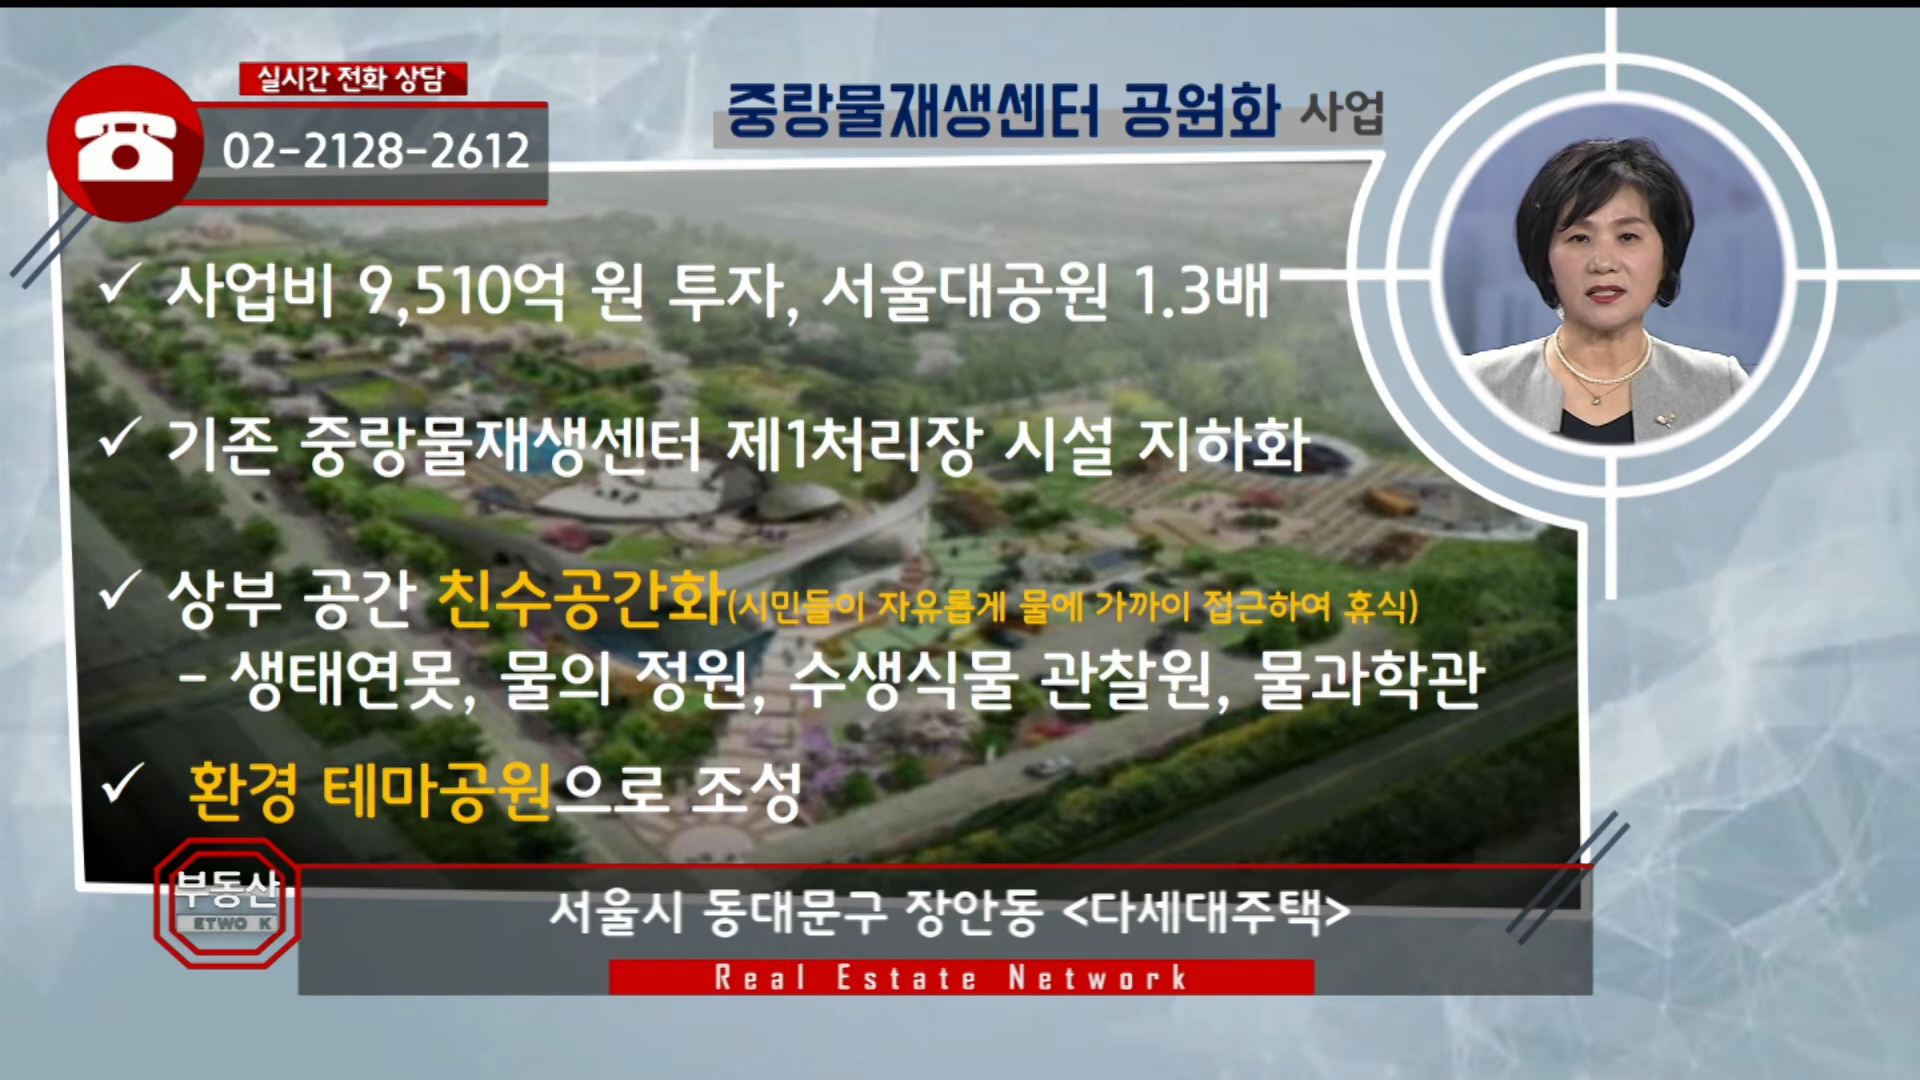 실시간 전화 상담
02-2128-2612
중랑물재생센터 공원화 사업
✓ 사업비 9,510억 원 투자, 서울대공원 1.3배
✓ 기존 중랑물재생센터 제1처리장 시설 지하화
✓ 상부 공간 친수공간화(시민들이 자유롭게 물에 가까이 접근하여 휴식)
- 생태연못, 물의 정원, 수생식물 관찰원, 물과학관
✓ 환경 테마공원으로 조성
부동산
ETWO K
서울시 동대문구 장안동 <다세대주택>
Real Estate Network